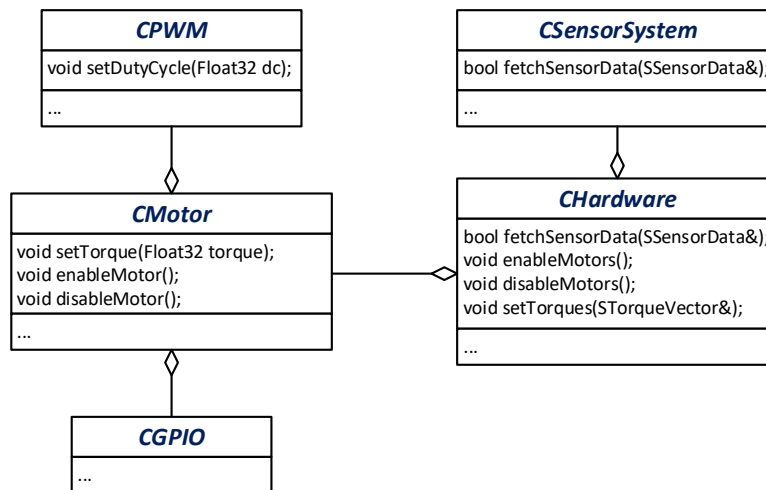 CPWM
void setDutyCycle(Float32 dc);
...
CSensorSystem
bool fetchSensorData(SSensorData&);
...
CMotor
void setTorque(Float32 torque);
void enableMotor();
void disableMotor();
...
CHardware
bool fetchSensorData(SSensorData&);
void enableMotors();
void disableMotors();
void setTorques(STorqueVector&);
...
CGPIO
...